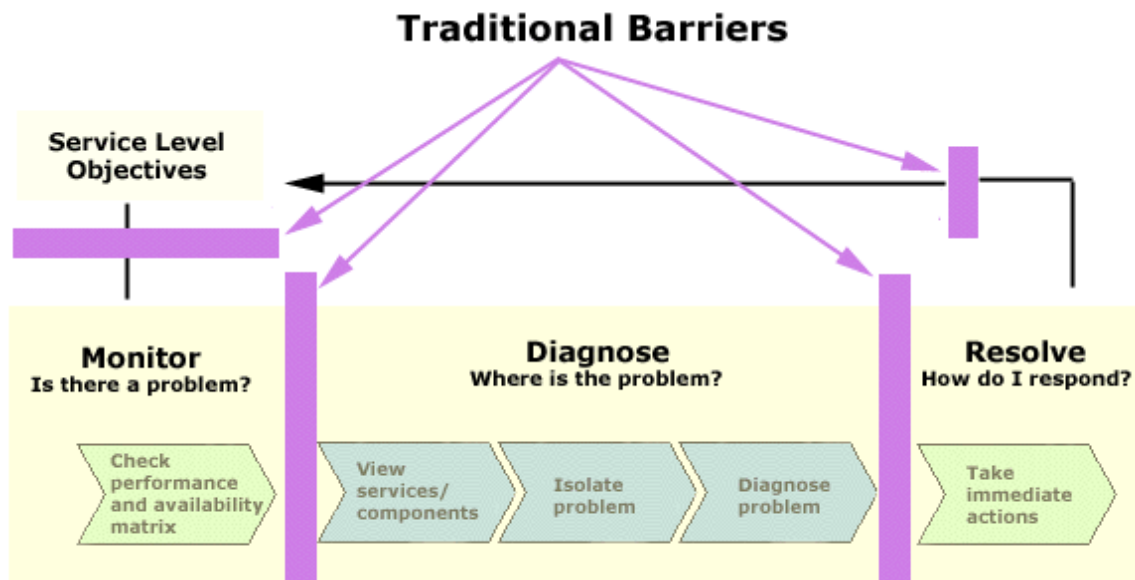 Traditional Barriers
Service Level
Objectives
Monitor
Is there a problem?
Diagnose
Where is the problem?
Resolve
How do I respond?
Check
performance
and availability
matrix
View
services/
components
Isolate
problem
Diagnose
problem
Take
immediate
actions